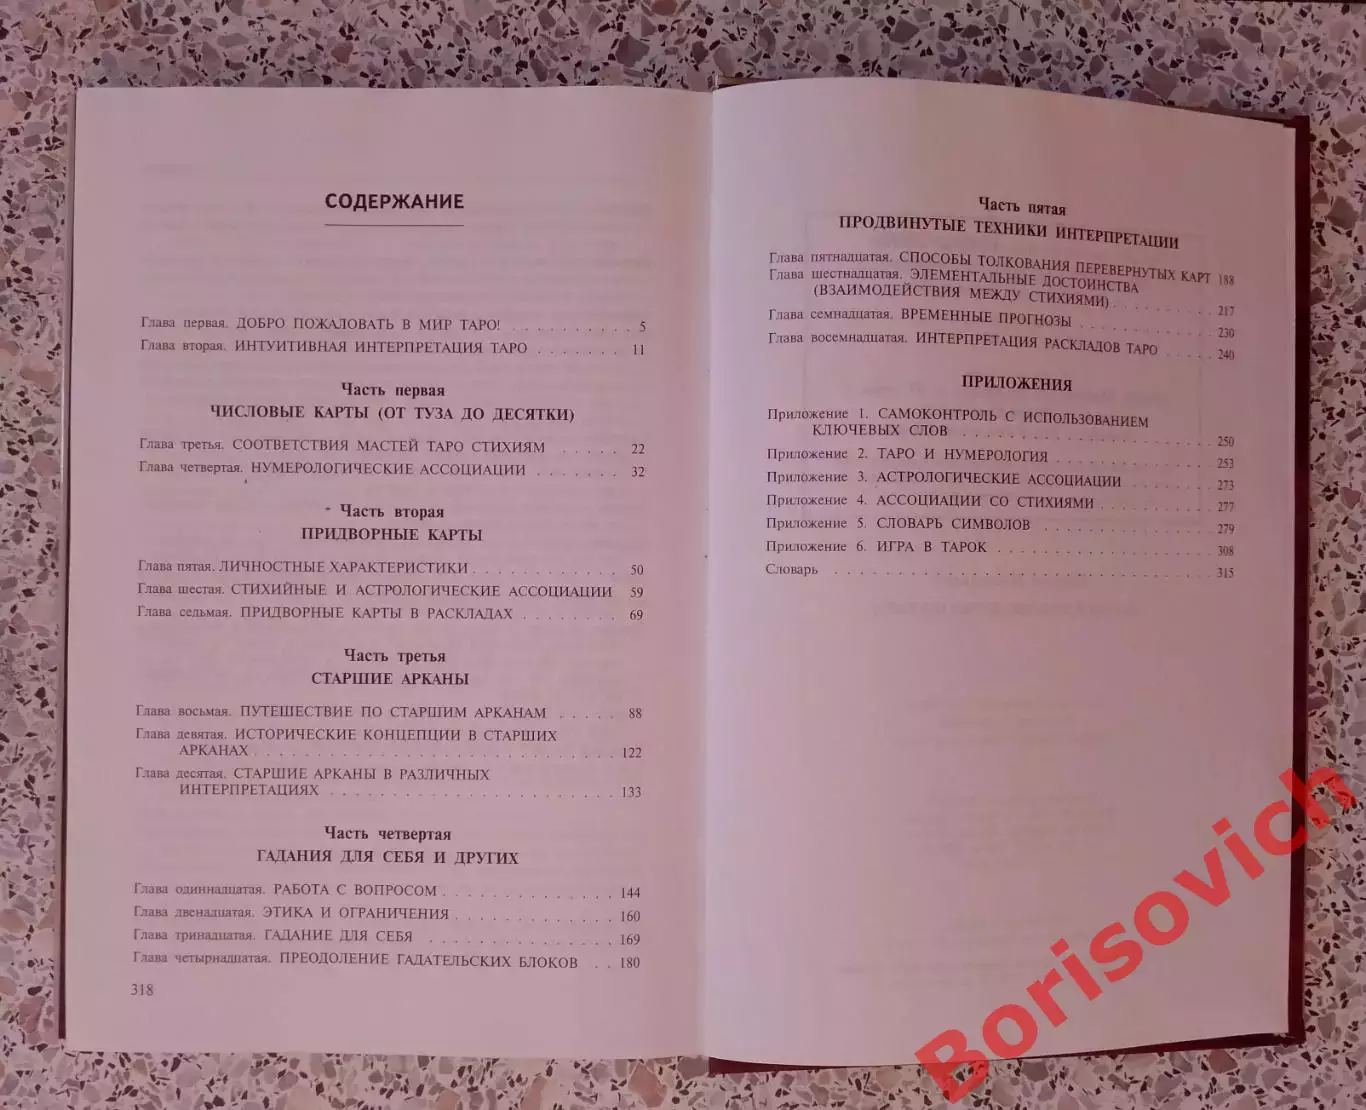 СОДЕРЖАНИЕ
Глава первая. ДОБРО ПОЖАЛОВАТЬ В МИР ТАРО! . . . . . . . . . 5
Глава вторая. ИНТУИТИВНАЯ ИНТЕРПРЕТАЦИЯ ТАРО . . . . . . . 11
Часть первая
ЧИСЛОВЫЕ КАРТЫ (ОТ ТУЗА ДО ДЕСЯТКИ)
Глава третья. СООТВЕТСТВИЯ МАСТЕЙ ТАРО СТИХИЯМ . . . . . 22
Глава четвертая. НУМЕРОЛОГИЧЕСКИЕ АССОЦИАЦИИ . . . . . . . 32
Часть вторая
ПРИДВОРНЫЕ КАРТЫ
Глава пятая. ЛИЧНОСТНЫЕ ХАРАКТЕРИСТИКИ . . . . . . . . . . . . 50
Глава шестая. СТИХИЙНЫЕ И АСТРОЛОГИЧЕСКИЕ АССОЦИАЦИИ 59
Глава седьмая. ПРИДВОРНЫЕ КАРТЫ В РАСКЛАДАХ . . . . . . . . 69
Часть третья
СТАРШИЕ АРКАНЫ
Глава восьмая. ПУТЕШЕСТВИЕ ПО СТАРШИМ АРКАНАМ . . . . . 88
Глава девятая. ИСТОРИЧЕСКИЕ КОНЦЕПЦИИ В СТАРШИХ
АРКАНАХ . . . . . . . . . . . . . . . . . . . . . . . . . . . . . . 122
Глава десятая. СТАРШИЕ АРКАНЫ В РАЗЛИЧНЫХ
ИНТЕРПРЕТАЦИЯХ . . . . . . . . . . . . . . . . . . . . . . . . 133
Часть четвертая
ГАДАНИЯ ДЛЯ СЕБЯ И ДРУГИХ
Глава одиннадцатая. РАБОТА С ВОПРОСОМ . . . . . . . . . . . . . . 144
Глава двенадцатая. ЭТИКА И ОГРАНИЧЕНИЯ . . . . . . . . . . . . . 160
Глава тринадцатая. ГАДАНИЕ ДЛЯ СЕБЯ . . . . . . . . . . . . . . . 169
Глава четырнадцатая. ПРЕОДОЛЕНИЕ ГАДАТЕЛЬСКИХ БЛОКОВ . . 180
318
Часть пятая
ПРОДВИНУТЫЕ ТЕХНИКИ ИНТЕРПРЕТАЦИИ
Глава пятнадцатая. СПОСОБЫ ТОЛКОВАНИЯ ПЕРЕВЕРНУТЫХ КАРТ 188
Глава шестнадцатая. ЭЛЕМЕНТАЛЬНЫЕ ДОСТОИНСТВА
(ВЗАИМОДЕЙСТВИЯ МЕЖДУ СТИХИЯМИ) . . . . . . . . . 217
Глава семнадцатая. ВРЕМЕННЫЕ ПРОГНОЗЫ . . . . . . . . . . . . 230
Глава восемнадцатая. ИНТЕРПРЕТАЦИЯ РАСКЛАДОВ ТАРО . . . . . 240
ПРИЛОЖЕНИЯ
Приложение 1. САМОКОНТРОЛЬ С ИСПОЛЬЗОВАНИЕМ
КЛЮЧЕВЫХ СЛОВ . . . . . . . . . . . . . . . . . . . . . 250
Приложение 2. ТАРО И НУМЕРОЛОГИЯ . . . . . . . . . . . . . . 253
Приложение 3. АСТРОЛОГИЧЕСКИЕ АССОЦИАЦИИ . . . . . . . . 273
Приложение 4. АССОЦИАЦИИ СО СТИХИЯМИ . . . . . . . . . . 277
Приложение 5. СЛОВАРЬ СИМВОЛОВ . . . . . . . . . . . . . . . 279
Приложение 6. ИГРА В ТАРОК . . . . . . . . . . . . . . . . . . 308
Словарь . . . . . . . . . . . . . . . . . . . . . . . . . . . . . . 315
Borisovich